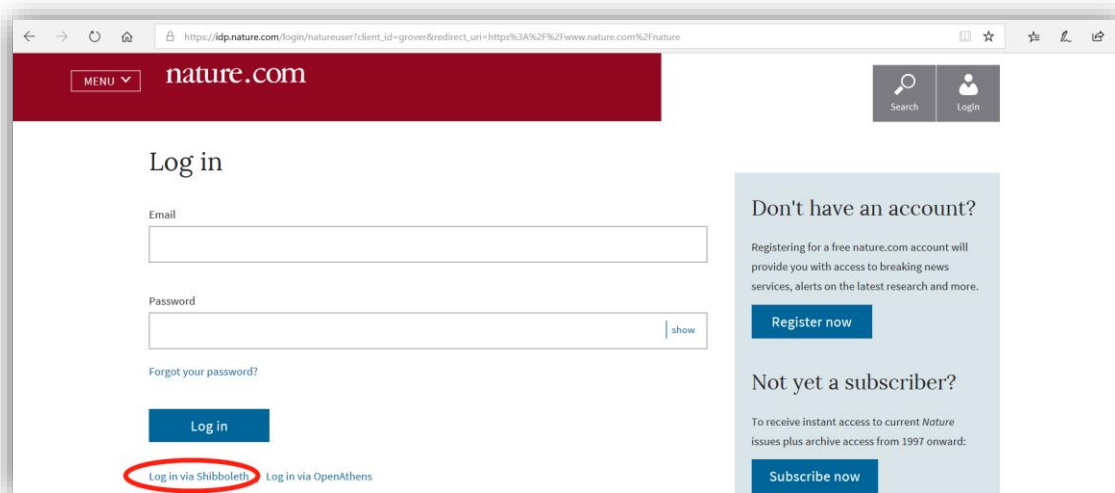 https://idp.nature.com/login/natureuser?client_id=grover&redirect_uri=https%3A%2F%2Fwww.nature.com%2Fnature
MENU
nature.com
Search
Login
Log in
Email
Password
show
Forgot your password?
Log in
Log in via Shibboleth
Log in via OpenAthens
Don't have an account?
Registering for a free nature.com account will
provide you with access to breaking news
services, alerts on the latest research and more.
Register now
Not yet a subscriber?
To receive instant access to current Nature
issues plus archive access from 1997 onward:
Subscribe now